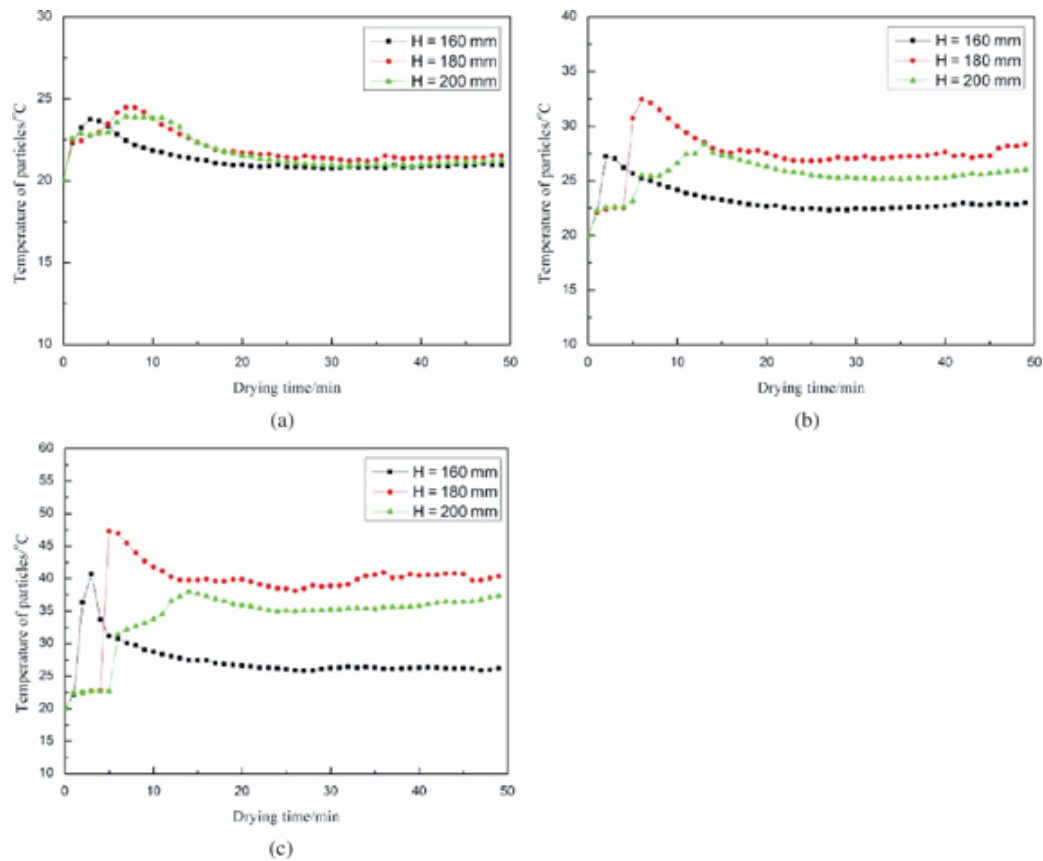 30
25
20
15
10
0 10 20 30 40 50
Temperature of particles/°C
Drying time/min
H = 160 mm
H = 180 mm
H = 200 mm
(a)
40
35
30
25
20
15
10
0 10 20 30 40 50
Temperature of particles/°C
Drying time/min
H = 160 mm
H = 180 mm
H = 200 mm
(b)
60
55
50
45
40
35
30
25
20
15
10
0 10 20 30 40 50
Temperature of particles/°C
Drying time/min
H = 160 mm
H = 180 mm
H = 200 mm
(c)